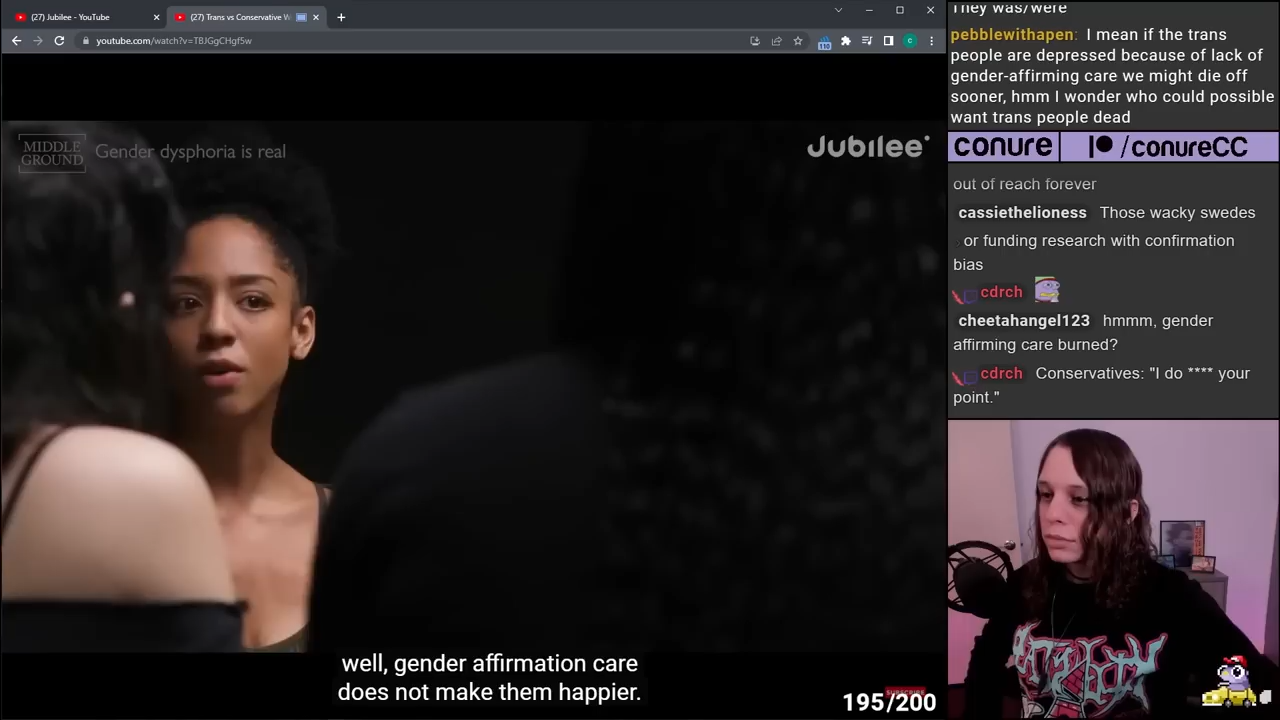 (27) Jubilee - YouTube
(27) Trans vs Conservative W
youtube.com/watch?v=TBJGgCHgf5w
MIDDLE
GROUND
Gender dysphoria is real
Jubilee
well, gender affirmation care
does not make them happier.
SUBSCRIBE
195/200
They was/were
pebblewithapen: I mean if the trans
people are depressed because of lack of
gender-affirming care we might die off
sooner, hmm I wonder who could possible
want trans people dead
conure
/conureCC
out of reach forever
cassiethelioness Those wacky swedes
or funding research with confirmation
bias
cdrch
cheetahangel123 hmmm, gender
affirming care burned?
cdrch Conservatives: "I do **** your
point."